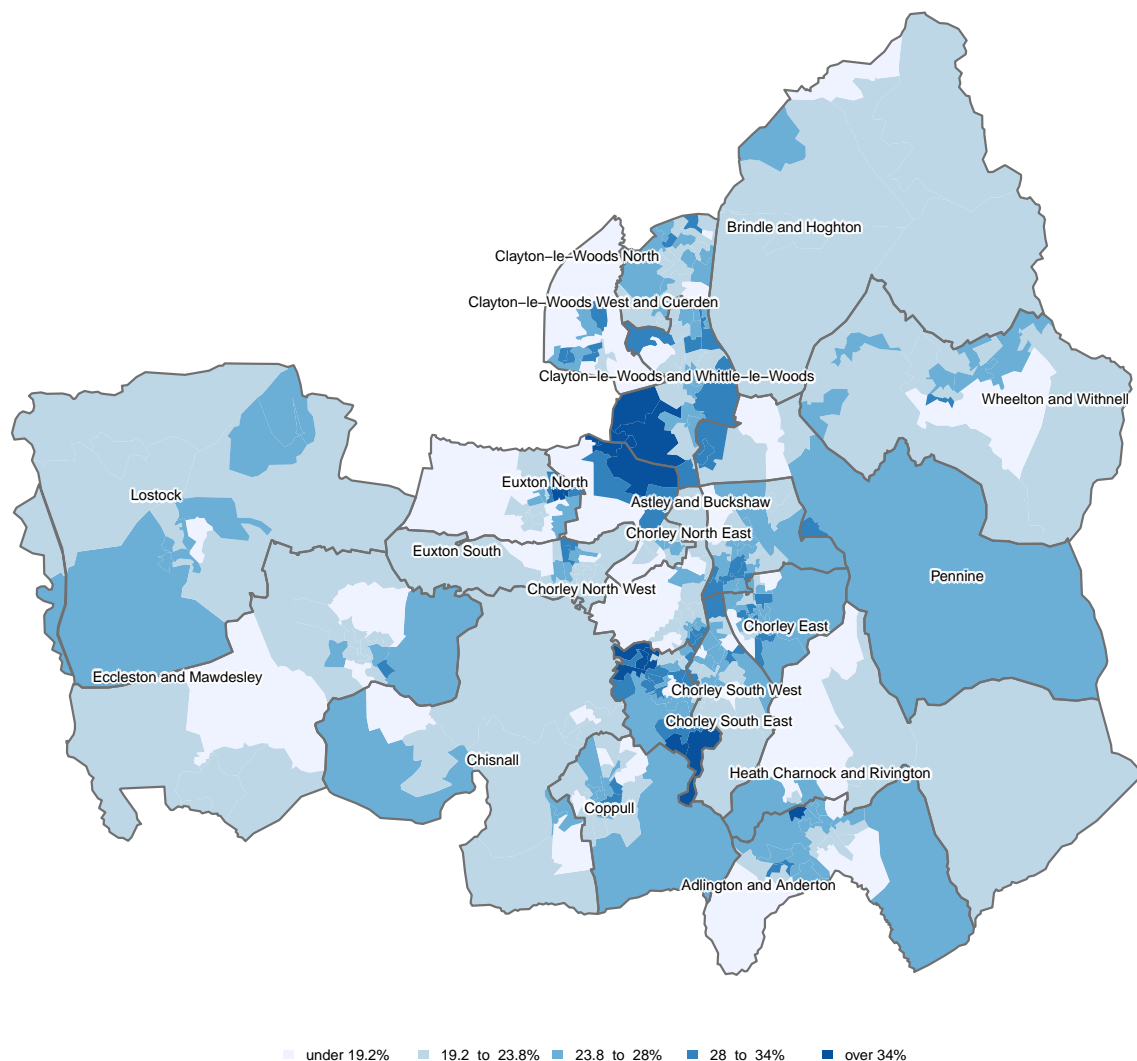 Brindle and Hoghton
Clayton−le−Woods North
Clayton−le−Woods West and Cuerden
Clayton−le−Woods and Whittle−le−Woods
Wheelton and Withnell
Euxton North
Lostock
Astley and Buckshaw
Chorley North East
Euxton South
Pennine
Chorley North West
Chorley East
Eccleston and Mawdesley
Chorley South West
Chorley South East
Chisnall
Heath Charnock and Rivington
Coppull
Adlington and Anderton
under 19.2% 19.2 to 23.8% 23.8 to 28% 28 to 34% over 34%